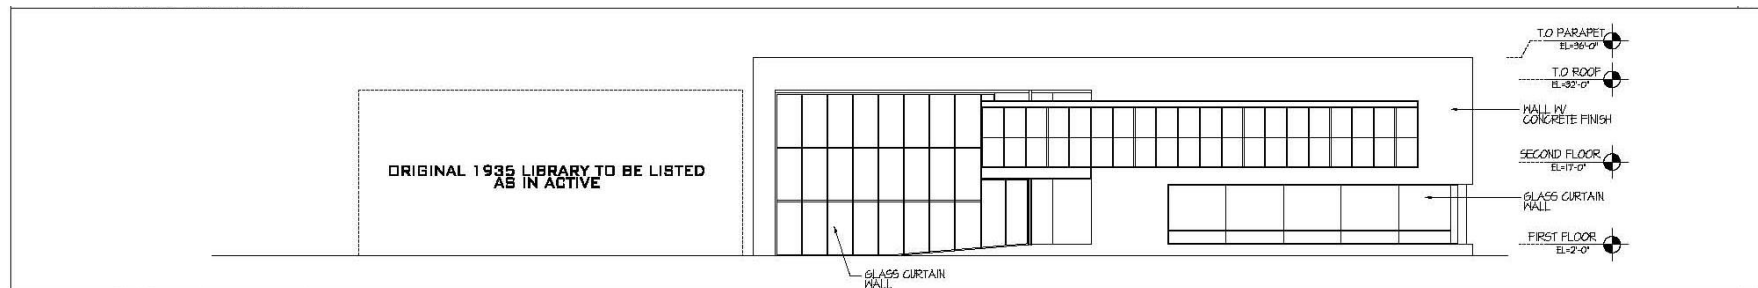 T.O PARAPET
EL=36'-0"
T.O ROOF
EL=32'-0"
WALL W/
CONCRETE FINISH
ORIGINAL 1935 LIBRARY TO BE LISTED
AS IN ACTIVE
SECOND FLOOR
EL=17'-0"
GLASS CURTAIN
WALL
FIRST FLOOR
EL=2'-0"
GLASS CURTAIN
WALL